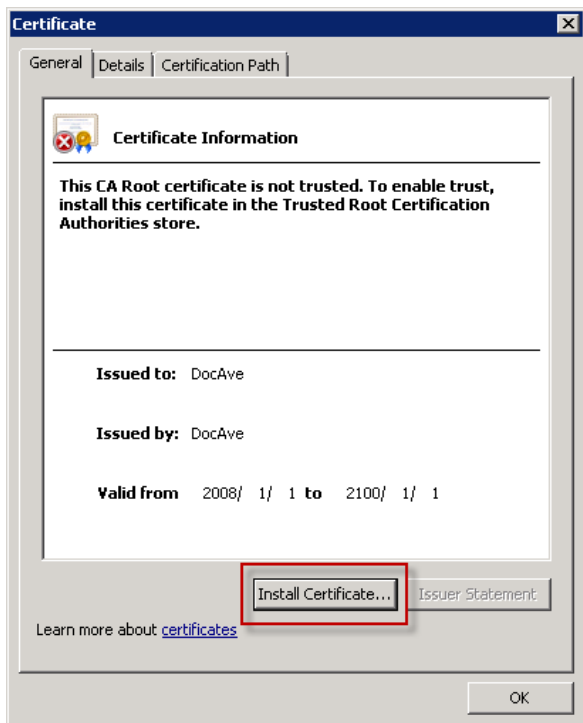 Certificate
General Details Certification Path
Certificate Information
This CA Root certificate is not trusted. To enable trust,
install this certificate in the Trusted Root Certification
Authorities store.
Issued to: DocAve
Issued by: DocAve
Valid from 2008/ 1/ 1 to 2100/ 1/ 1
Install Certificate... Issuer Statement
Learn more about certificates
OK